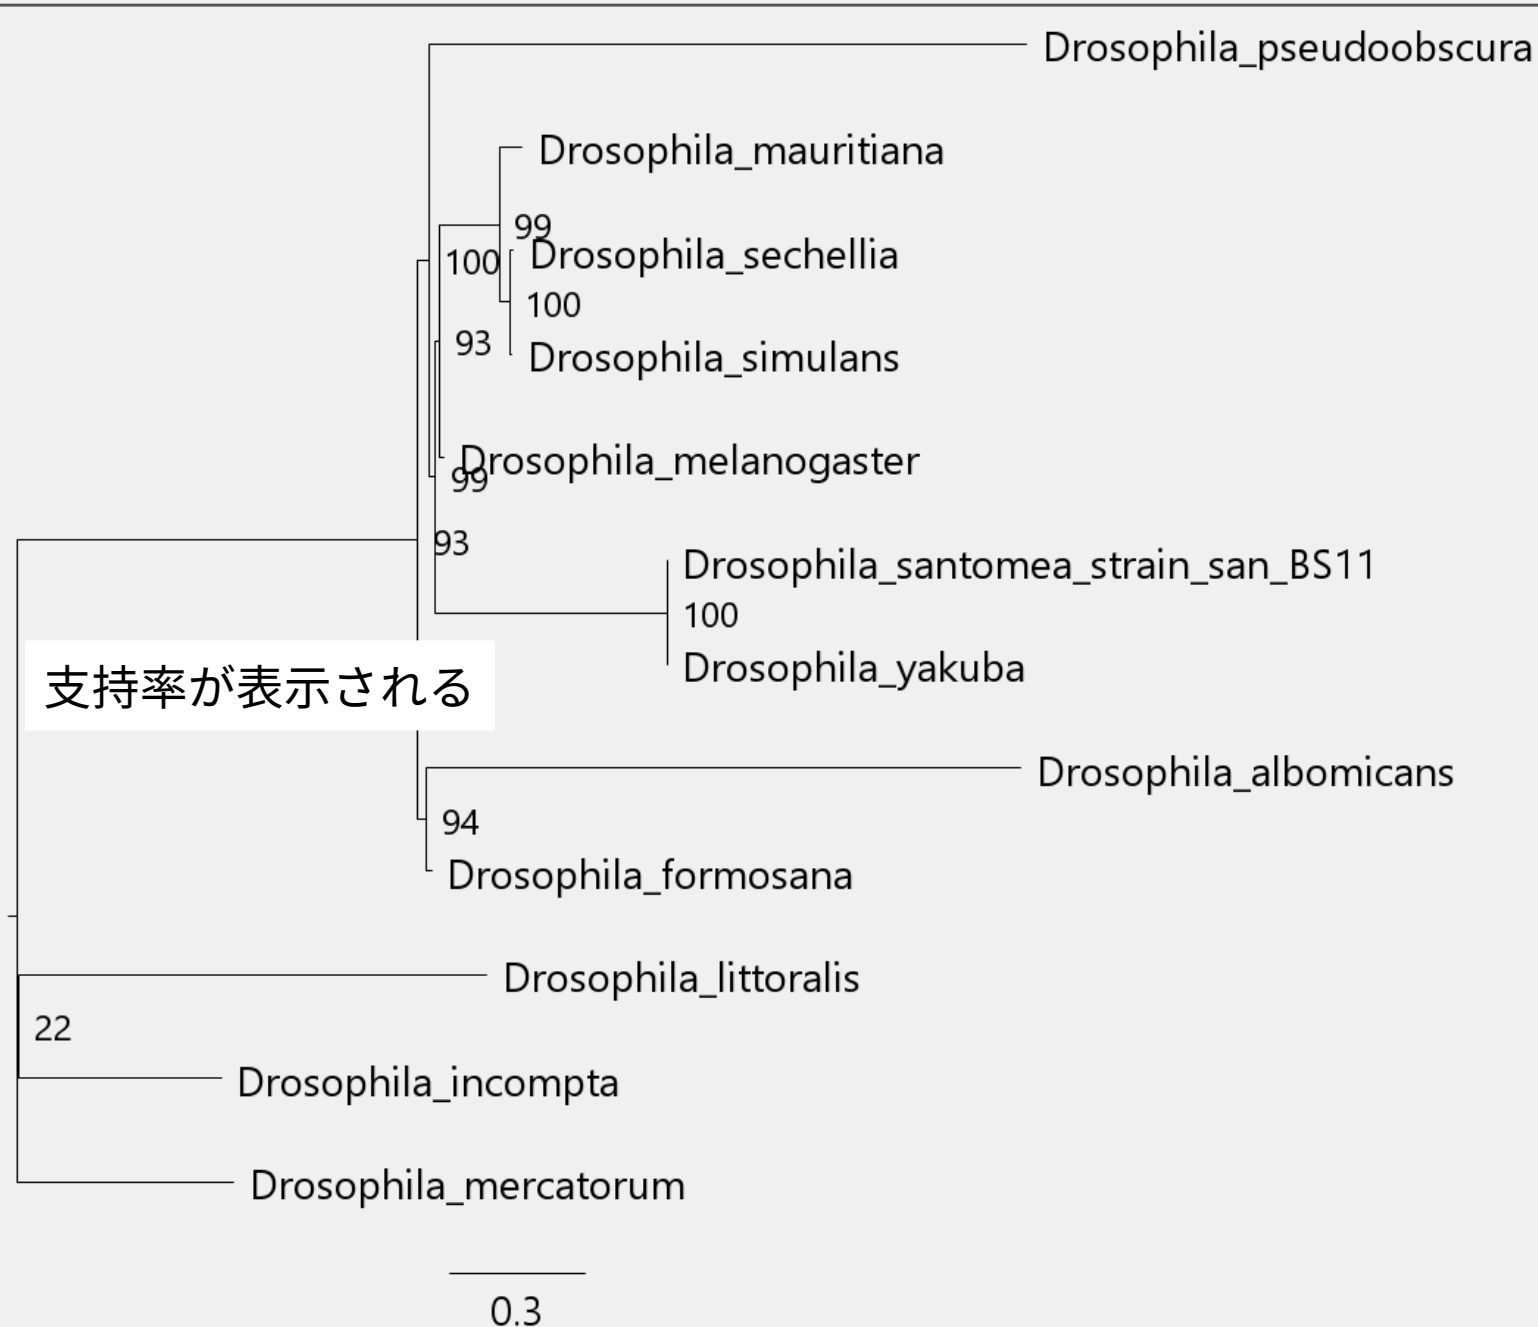 Drosophila_pseudoobscura
Drosophila_mauritiana
99
Drosophila_sechellia
100
100
93
Drosophila_simulans
Drosophila_melanogaster
99
93
Drosophila_santomea_strain_san_BS11
100
Drosophila_yakuba
支持率が表示される
Drosophila_albomicans
94
Drosophila_formosana
Drosophila_littoralis
22
Drosophila_incompta
Drosophila_mercatorum
0.3